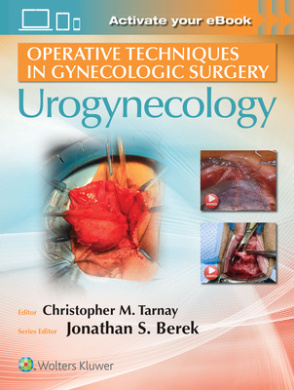 Activate your eBook
OPERATIVE TECHNIQUES
IN GYNECOLOGIC SURGERY
Urogynecology
Editor Christopher M. Tarnay
Series Editor Jonathan S. Berek
Wolters Kluwer